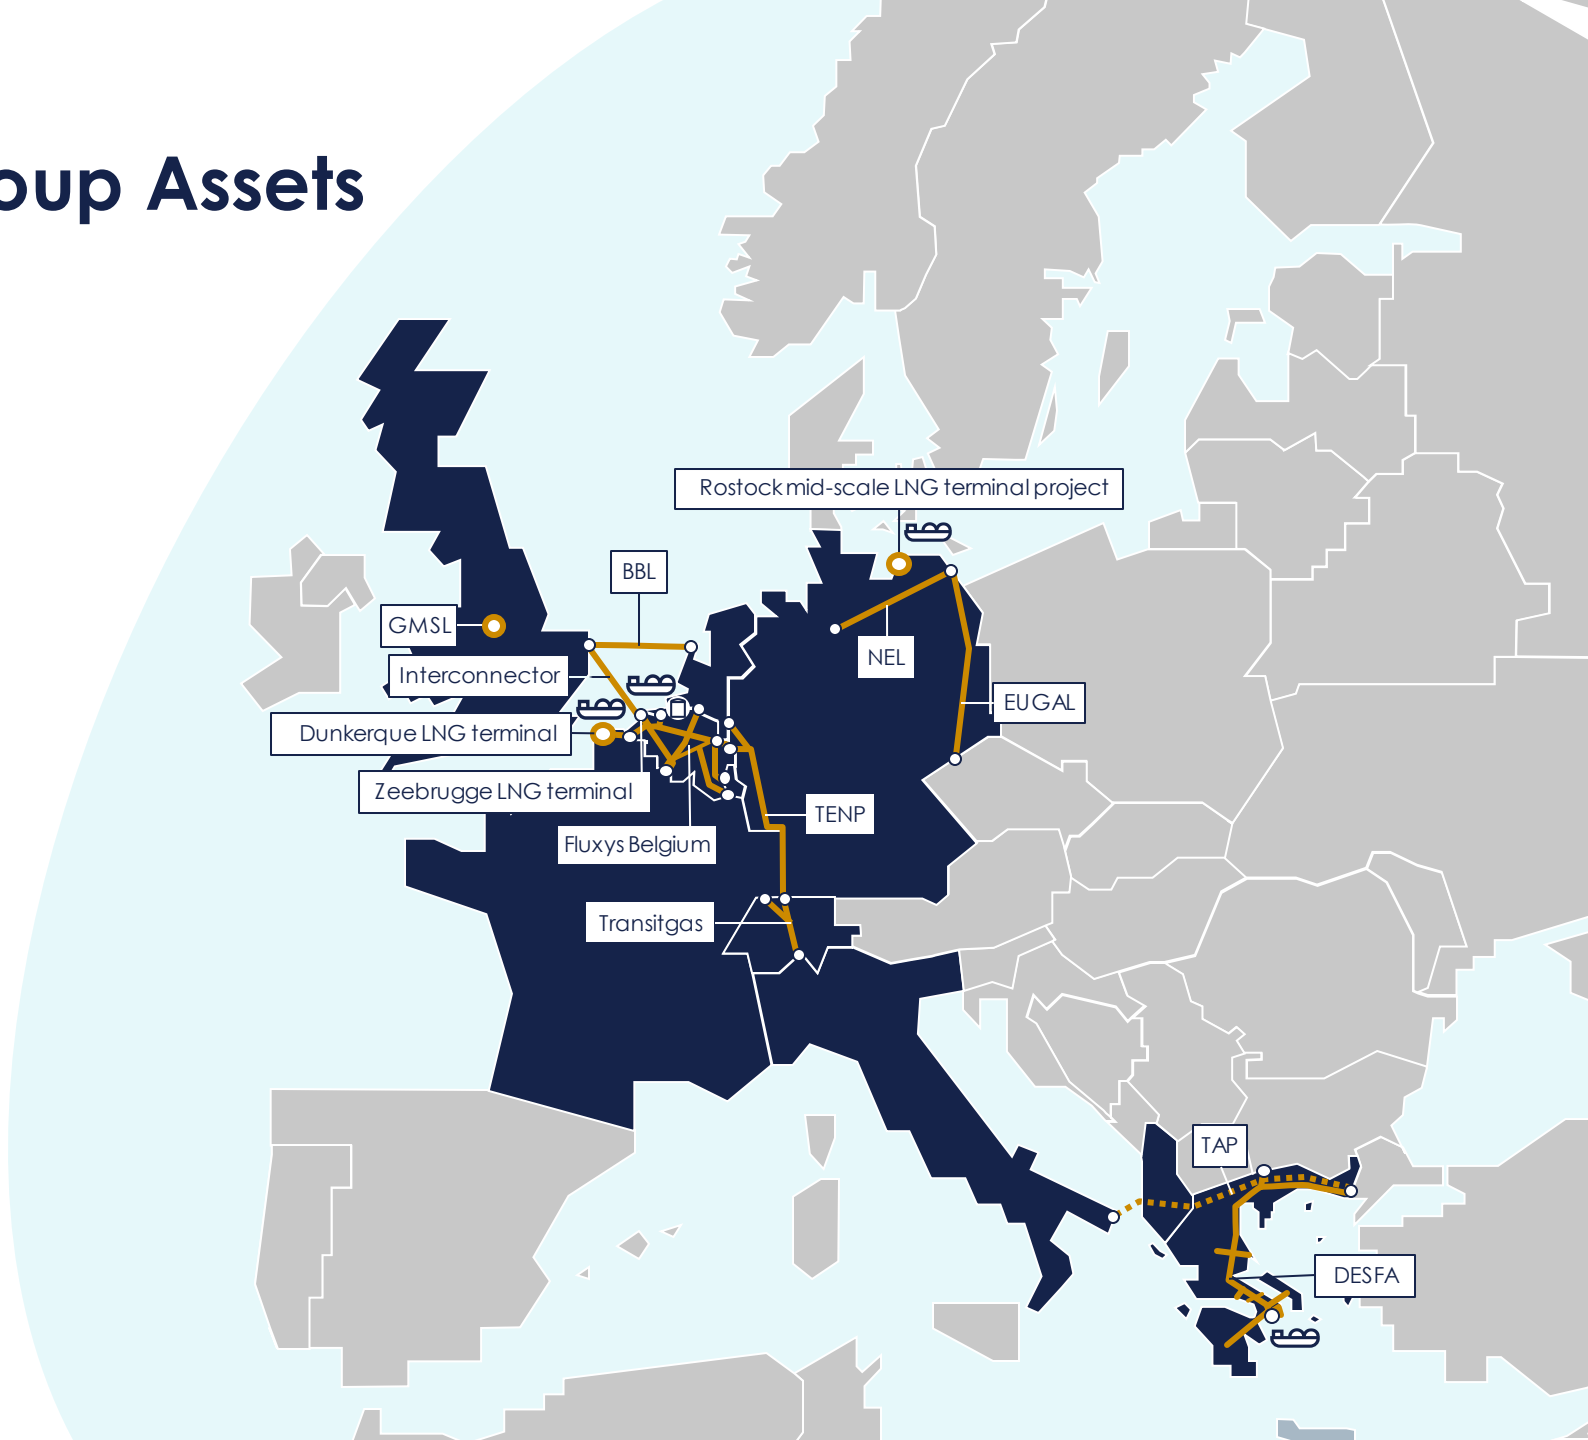 oup Assets
Rostock mid-scale LNG terminal project
BBL
GMSL
NEL
Interconnector
EUGAL
Dunkerque LNG terminal
Zeebrugge LNG terminal
TENP
Fluxys Belgium
Transitgas
TAP
DESFA